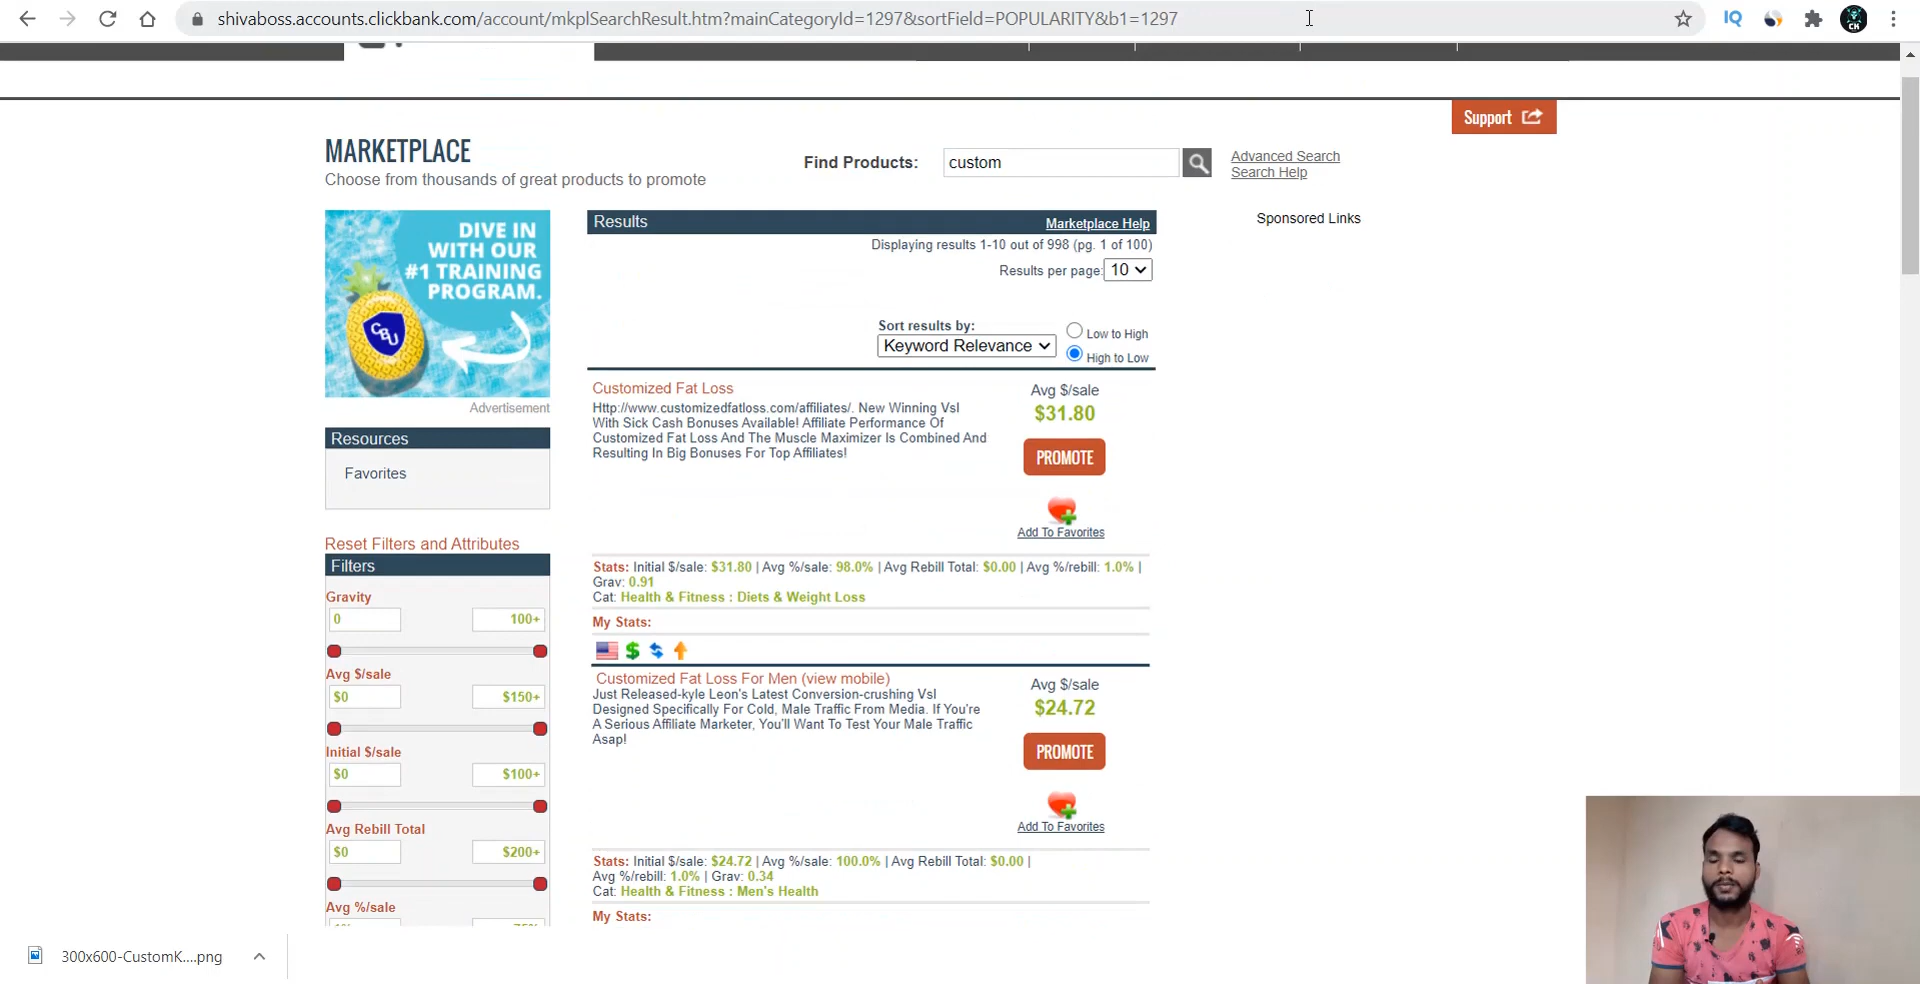 shivaboss.accounts.clickbank.com/account/mkplSearchResult.htm?mainCategoryId=1297&sortField=POPULARITY&b1=1297
IQ
Support
MARKETPLACE
Choose from thousands of great products to promote
Find Products:
custom
Advanced Search
Search Help
DIVE IN
WITH OUR
#1 TRAINING
PROGRAM.
CBU
Advertisement
Resources
Favorites
Reset Filters and Attributes
Filters
Gravity
0
100+
Avg $/sale
$0
$150+
Initial $/sale
$0
$100+
Avg Rebill Total
$0
$200+
Avg %/sale
Results
Marketplace Help
Displaying results 1-10 out of 998 (pg. 1 of 100)
Results per page:
10
Sort results by:
Keyword Relevance
Low to High
High to Low
Customized Fat Loss
Http://www.customizedfatloss.com/affiliates/. New Winning Vsl
With Sick Cash Bonuses Available! Affiliate Performance Of
Customized Fat Loss And The Muscle Maximizer Is Combined And
Resulting In Big Bonuses For Top Affiliates!
Avg $/sale
$31.80
PROMOTE
Add To Favorites
Stats: Initial $/sale: $31.80 | Avg %/sale: 98.0% | Avg Rebill Total: $0.00 | Avg %/rebill: 1.0% |
Grav: 0.91
Cat: Health & Fitness : Diets & Weight Loss
My Stats:
Customized Fat Loss For Men (view mobile)
Just Released-kyle Leon's Latest Conversion-crushing Vsl
Designed Specifically For Cold, Male Traffic From Media. If You're
A Serious Affiliate Marketer, You'll Want To Test Your Male Traffic
Asap!
Avg $/sale
$24.72
PROMOTE
Add To Favorites
Stats: Initial $/sale: $24.72 | Avg %/sale: 100.0% | Avg Rebill Total: $0.00 |
Avg %/rebill: 1.0% | Grav: 0.34
Cat: Health & Fitness : Men's Health
My Stats:
Sponsored Links
300x600-CustomK....png